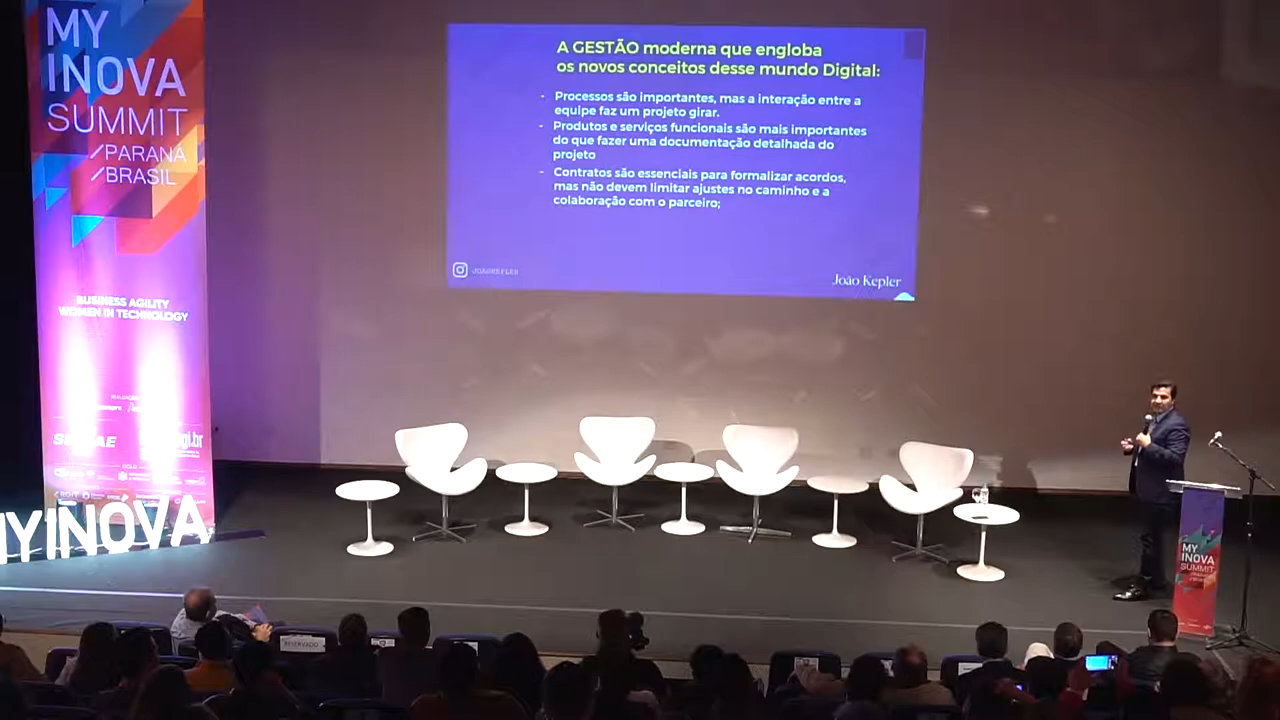 MY
INOVA
SUMMIT
/PARANÁ
/BRASIL
BUSINESS AGILITY
WOMEN IN TECHNOLOGY
MYINOVA
A GESTÃO moderna que engloba
os novos conceitos desse mundo Digital:
- Processos são importantes, mas a interação entre a
equipe faz um projeto girar.
- Produtos e serviços funcionais são mais importantes
do que fazer uma documentação detalhada do
projeto
- Contratos são essenciais para formalizar acordos,
mas não devem limitar ajustes no caminho e a
colaboração com o parceiro;
João Kepler
MY
INOVA
SUMMIT
RESERVADO